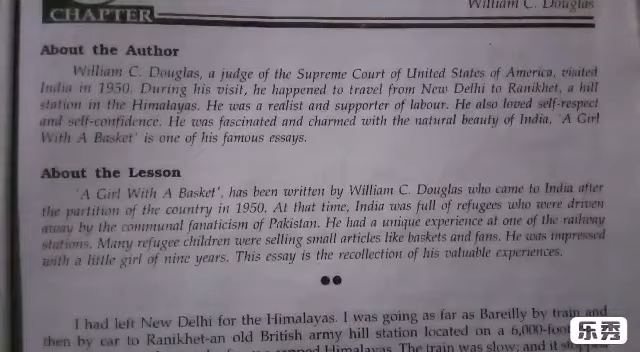 CHAPTER
William C. Douglas
About the Author
William C. Douglas, a judge of the Supreme Court of United States of America, visited
India in 1950. During his visit, he happened to travel from New Delhi to Ranikhet, a hill
station in the Himalayas. He was a realist and supporter of labour. He also loved self-respect
and self-confidence. He was fascinated and charmed with the natural beauty of India. 'A Girl
With A Basket' is one of his famous essays.
About the Lesson
'A Girl With A Basket', has been written by William C. Douglas who came to India after
the partition of the country in 1950. At that time, India was full of refugees who were driven
away by the communal fanaticism of Pakistan. He had a unique experience at one of the railway
stations. Many refugee children were selling small articles like baskets and fans. He was impressed
with a little girl of nine years. This essay is the recollection of his valuable experiences.
I had left New Delhi for the Himalayas. I was going as far as Bareilly by train and
then by car to Ranikhet-an old British army hill station located on a 6,000-foot
Himalayas. The train was slow; and it stopped
乐秀